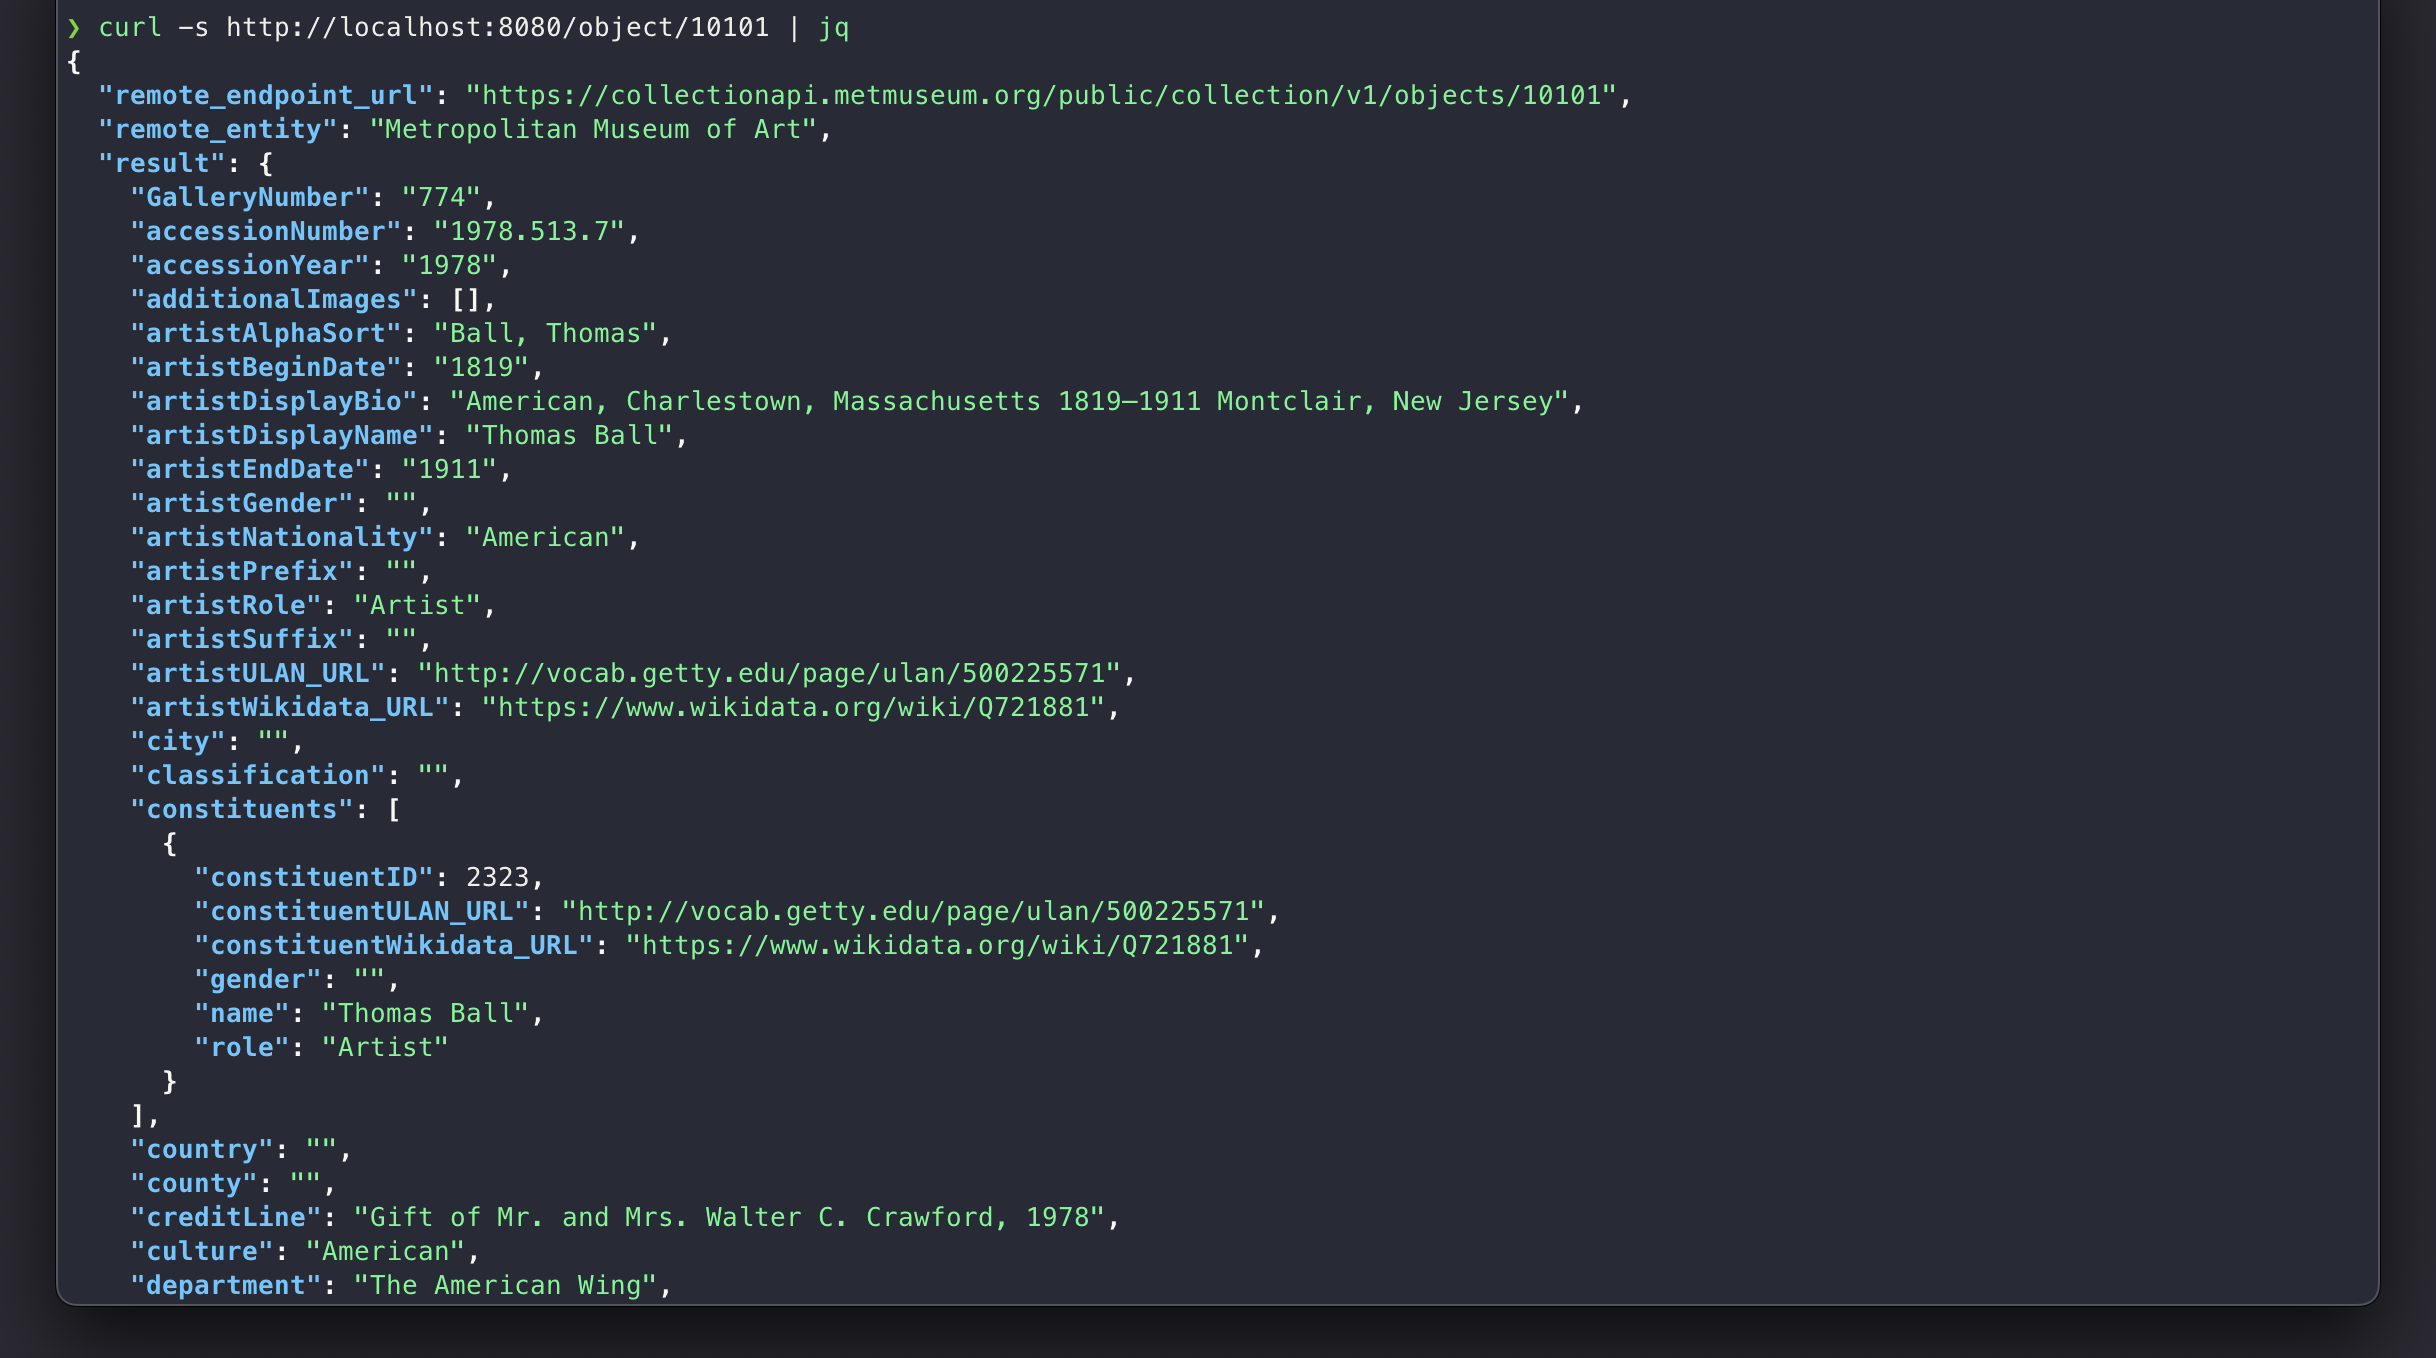 ❯ curl -s http://localhost:8080/object/10101 | jq
{
  "remote_endpoint_url": "https://collectionapi.metmuseum.org/public/collection/v1/objects/10101",
  "remote_entity": "Metropolitan Museum of Art",
  "result": {
    "GalleryNumber": "774",
    "accessionNumber": "1978.513.7",
    "accessionYear": "1978",
    "additionalImages": [],
    "artistAlphaSort": "Ball, Thomas",
    "artistBeginDate": "1819",
    "artistDisplayBio": "American, Charlestown, Massachusetts 1819–1911 Montclair, New Jersey",
    "artistDisplayName": "Thomas Ball",
    "artistEndDate": "1911",
    "artistGender": "",
    "artistNationality": "American",
    "artistPrefix": "",
    "artistRole": "Artist",
    "artistSuffix": "",
    "artistULAN_URL": "http://vocab.getty.edu/page/ulan/500225571",
    "artistWikidata_URL": "https://www.wikidata.org/wiki/Q721881",
    "city": "",
    "classification": "",
    "constituents": [
      {
        "constituentID": 2323,
        "constituentULAN_URL": "http://vocab.getty.edu/page/ulan/500225571",
        "constituentWikidata_URL": "https://www.wikidata.org/wiki/Q721881",
        "gender": "",
        "name": "Thomas Ball",
        "role": "Artist"
      }
    ],
    "country": "",
    "county": "",
    "creditLine": "Gift of Mr. and Mrs. Walter C. Crawford, 1978",
    "culture": "American",
    "department": "The American Wing",